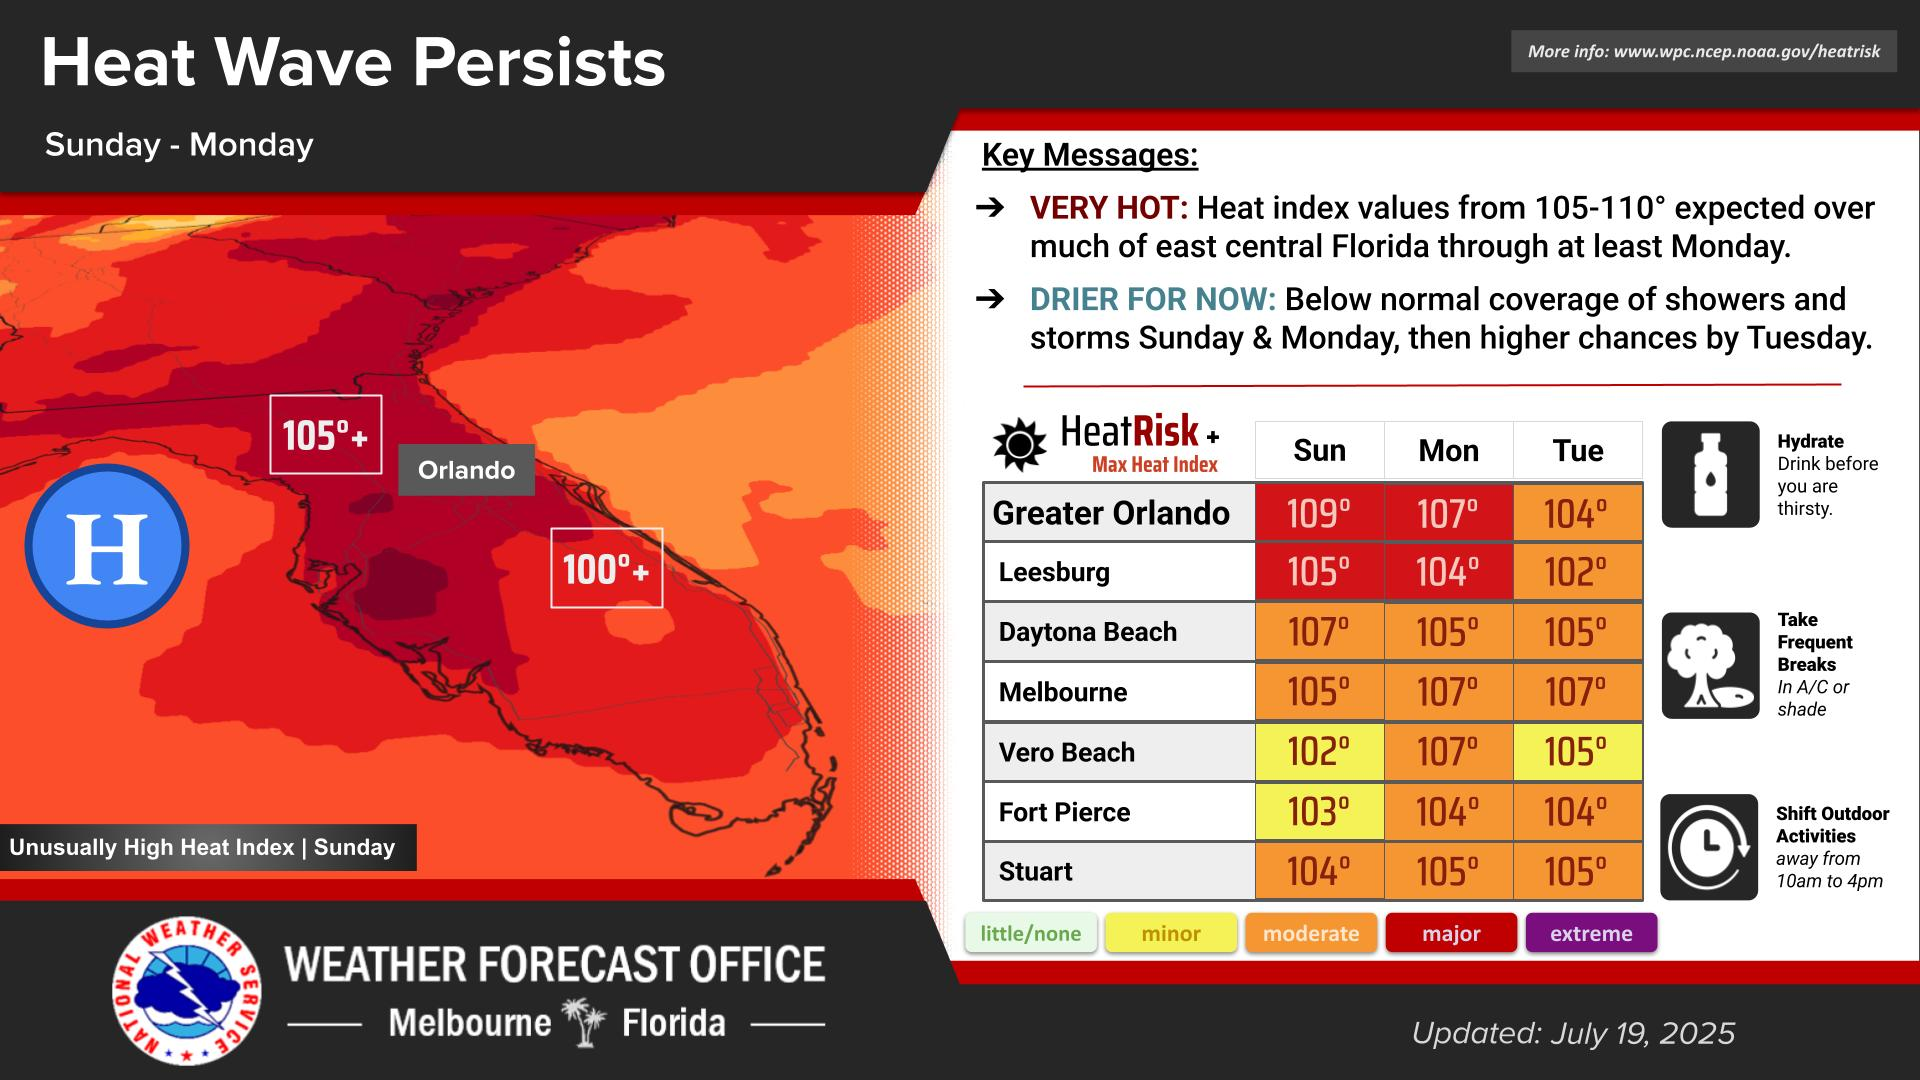 Heat Wave Persists
Sunday - Monday
More info: www.wpc.ncep.noaa.gov/heatrisk
Key Messages:
➔ VERY HOT: Heat index values from 105-110° expected over
much of east central Florida through at least Monday.
➔ DRIER FOR NOW: Below normal coverage of showers and
storms Sunday & Monday, then higher chances by Tuesday.
105°+
Orlando
100°+
H
Unusually High Heat Index | Sunday
HeatRisk +
Max Heat Index
Sun Mon Tue
Greater Orlando 109° 107° 104°
Leesburg 105° 104° 102°
Daytona Beach 107° 105° 105°
Melbourne 105° 107° 107°
Vero Beach 102° 107° 105°
Fort Pierce 103° 104° 104°
Stuart 104° 105° 105°
little/none minor moderate major extreme
Hydrate
Drink before
you are
thirsty.
Take
Frequent
Breaks
In A/C or
shade
Shift Outdoor
Activities
away from
10am to 4pm
NATIONAL WEATHER SERVICE
WEATHER FORECAST OFFICE
Melbourne Florida
Updated: July 19, 2025